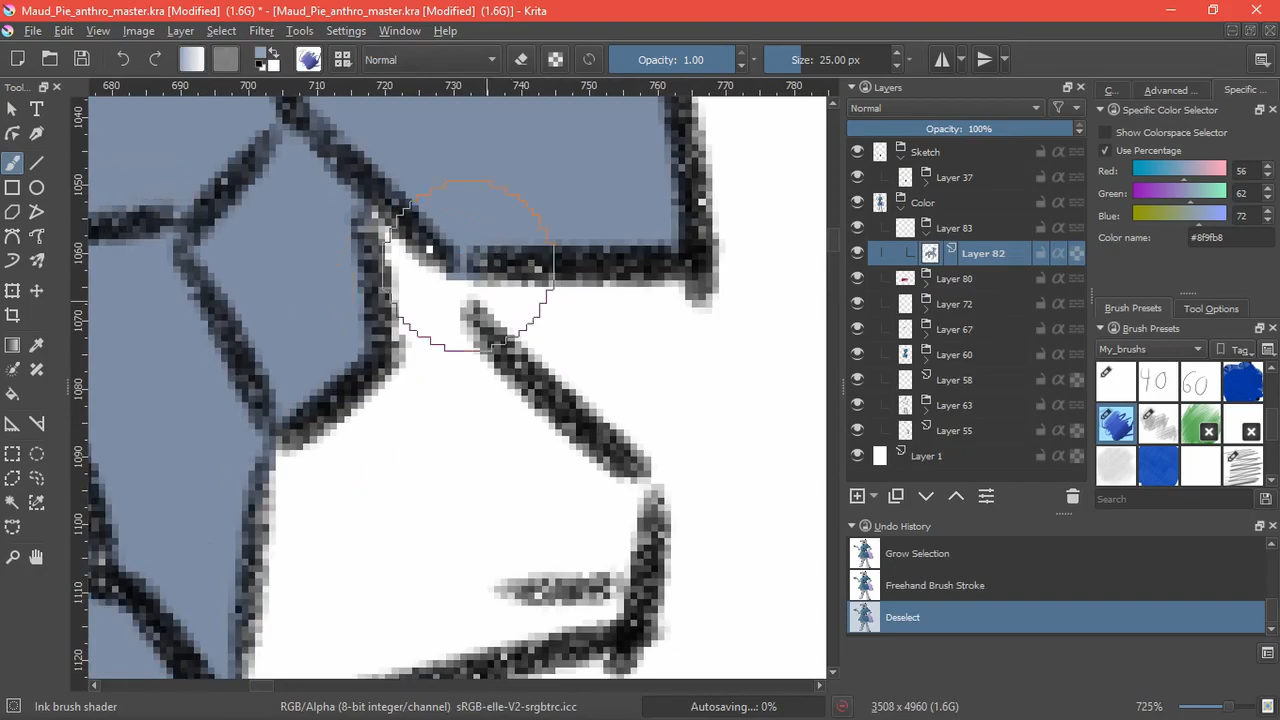 Maud_Pie_anthro_master.kra [Modified]  (1.6G) * - [Maud_Pie_anthro_master.kra [Modified]  (1.6G)] - Krita
File Edit View Image Layer Select Filter Tools Settings Window Help
Normal Opacity: 1.00 Size: 25.00 px
Tool...
680 690 700 710 720 730 740 750 760 770 780
1040
1050
1060
1070
1080
1090
1100
1110
1120
Layers
Normal
Opacity:  100%
Sketch
Layer 37
Color
Layer 83
Layer 82
Layer 80
Layer 72
Layer 67
Layer 60
Layer 58
Layer 63
Layer 55
Layer 1
Undo History
Grow Selection
Freehand Brush Stroke
Deselect
C... Advanced ... Specific ...
Specific Color Selector
Show Colorspace Selector
Use Percentage
Red: 56
Green: 62
Blue: 72
Color name: #8f9fb8
Brush Presets Tool Options
Brush Presets
My_brushs Tag
40 60
Search
Ink brush shader RGB/Alpha (8-bit integer/channel)  sRGB-elle-V2-srgbtrc.icc Autosaving...: 0% 3508 x 4960 (1.6G) 725%